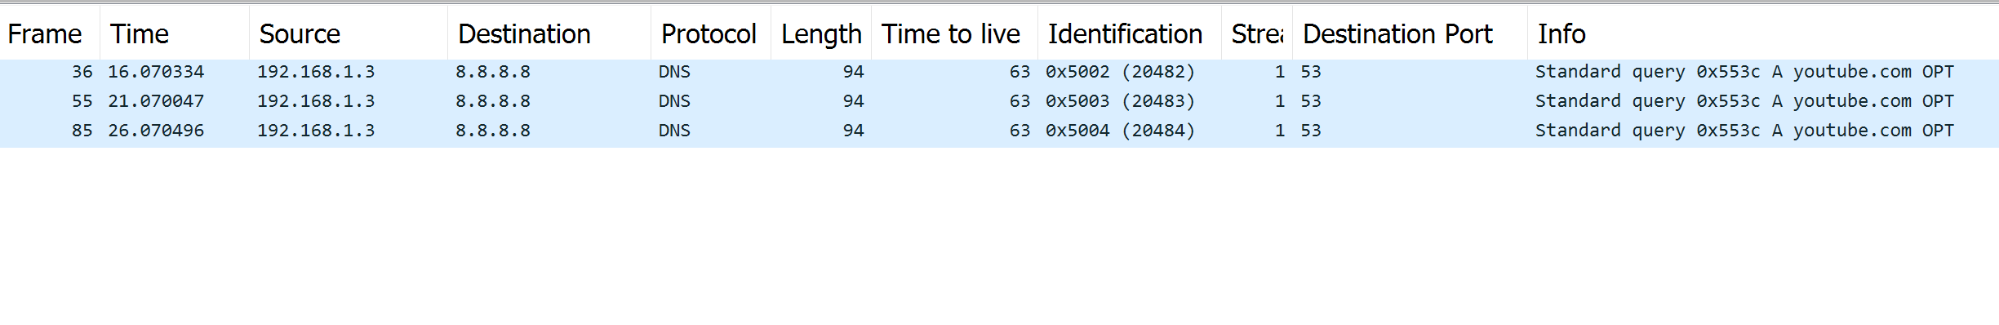 Frame Time Source Destination Protocol Length Time to live Identification Strea Destination Port Info
36 16.070334 192.168.1.3 8.8.8.8 DNS 94 63 0x5002 (20482) 1 53 Standard query 0x553c A youtube.com OPT
55 21.070047 192.168.1.3 8.8.8.8 DNS 94 63 0x5003 (20483) 1 53 Standard query 0x553c A youtube.com OPT
85 26.070496 192.168.1.3 8.8.8.8 DNS 94 63 0x5004 (20484) 1 53 Standard query 0x553c A youtube.com OPT